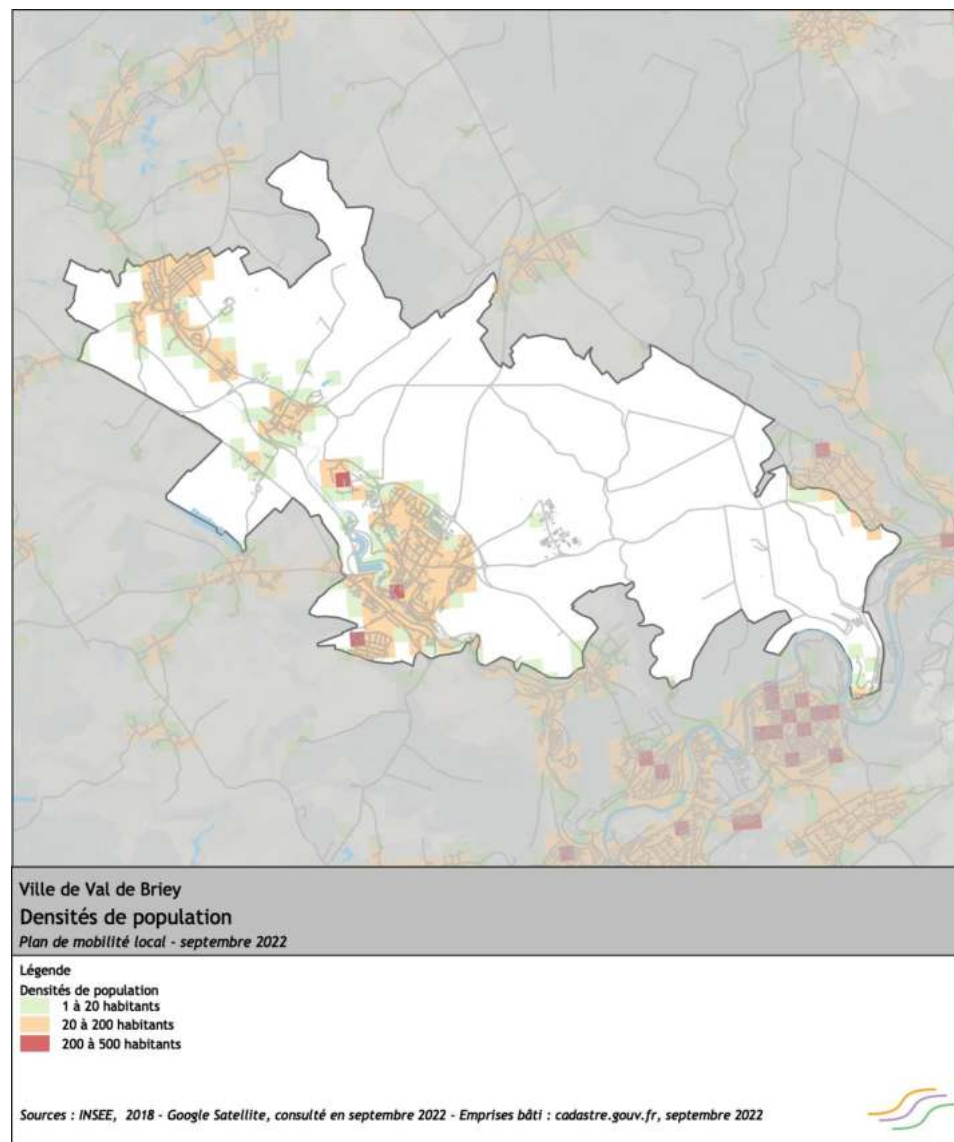 Ville de Val de Briey
Densités de population
Plan de mobilité local - septembre 2022
Légende
Densités de population
1 à 20 habitants
20 à 200 habitants
200 à 500 habitants
Sources : INSEE, 2018 - Google Satellite, consulté en septembre 2022 - Emprises bâti : cadastre.gouv.fr, septembre 2022